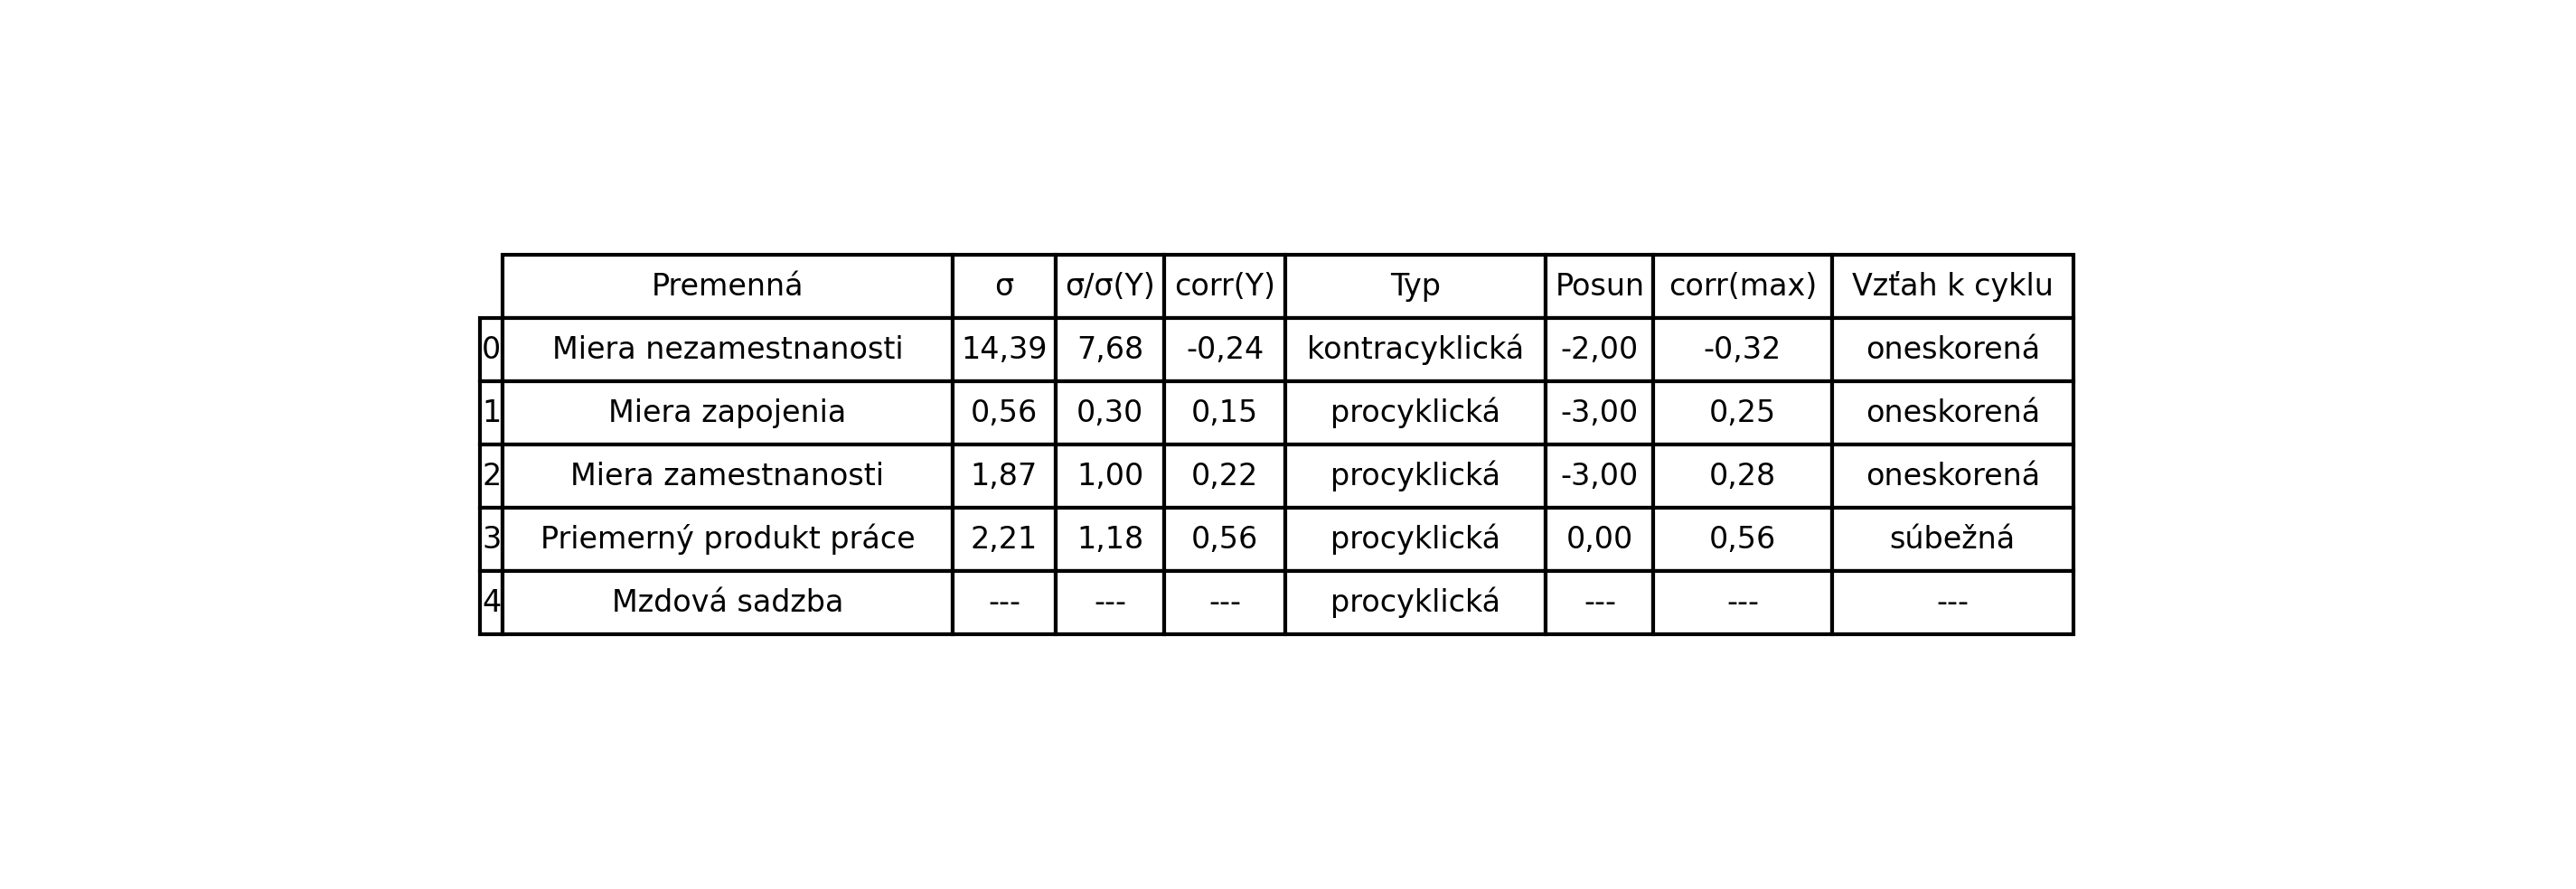 Premenná σ σ/σ(Y) corr(Y) Typ Posun corr(max) Vzťah k cyklu
0 Miera nezamestnanosti 14,39 7,68 -0,24 kontracyklická -2,00 -0,32 oneskorená
1 Miera zapojenia 0,56 0,30 0,15 procyklická -3,00 0,25 oneskorená
2 Miera zamestnanosti 1,87 1,00 0,22 procyklická -3,00 0,28 oneskorená
3 Priemerný produkt práce 2,21 1,18 0,56 procyklická 0,00 0,56 súbežná
4 Mzdová sadzba --- --- --- procyklická --- --- ---